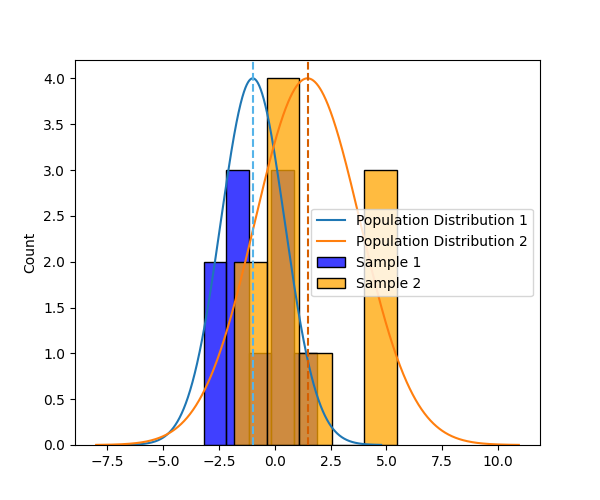 4.0
3.5
3.0
2.5
2.0
1.5
1.0
0.5
0.0
Count
Population Distribution 1
Population Distribution 2
Sample 1
Sample 2
−7.5 −5.0 −2.5 0.0 2.5 5.0 7.5 10.0